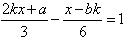 (2kx+a)/3 − (x−bk)/6 = 1